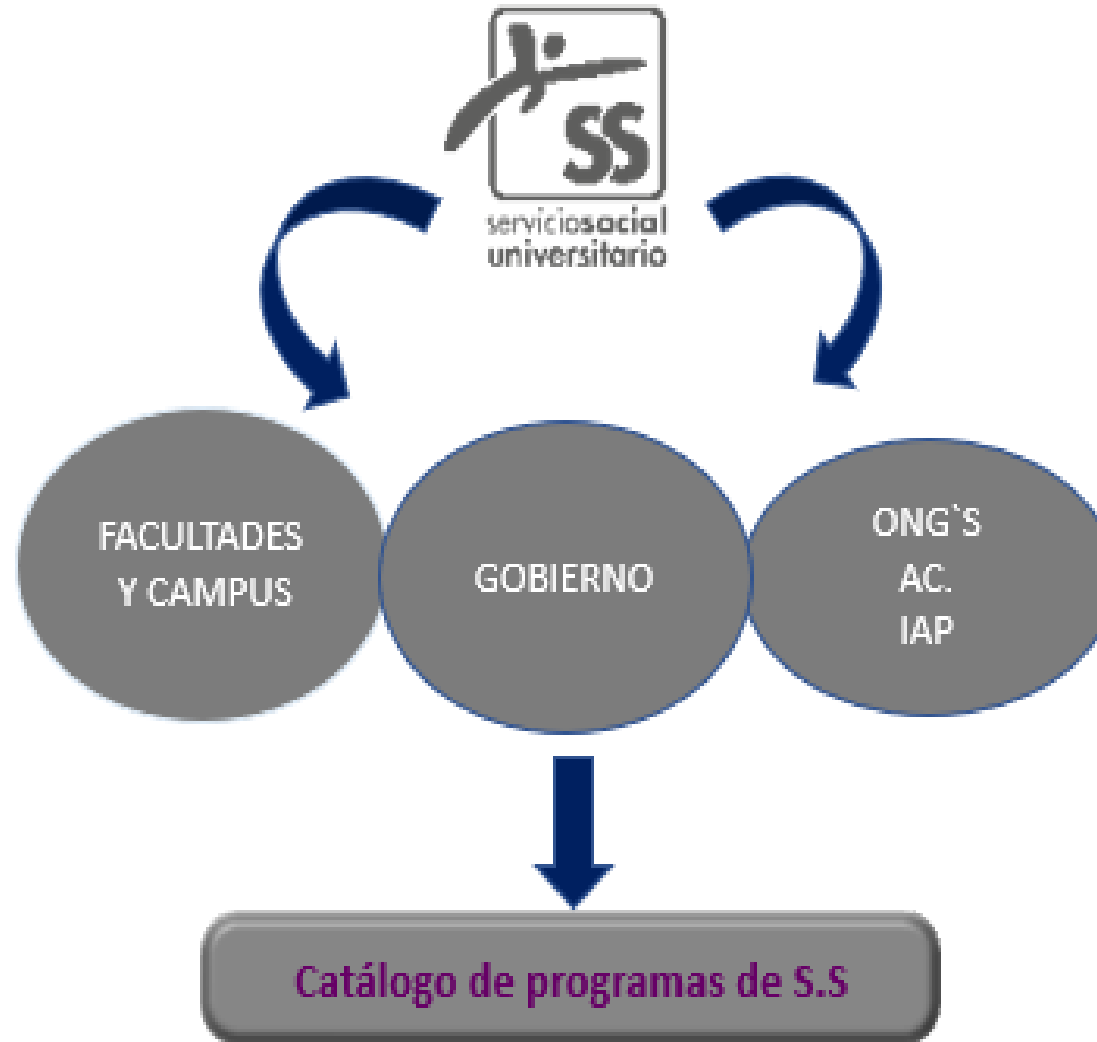 SS
serviciosocial
universitario
FACULTADES
Y CAMPUS
GOBIERNO
ONG`S
AC.
IAP
Catálogo de programas de S.S